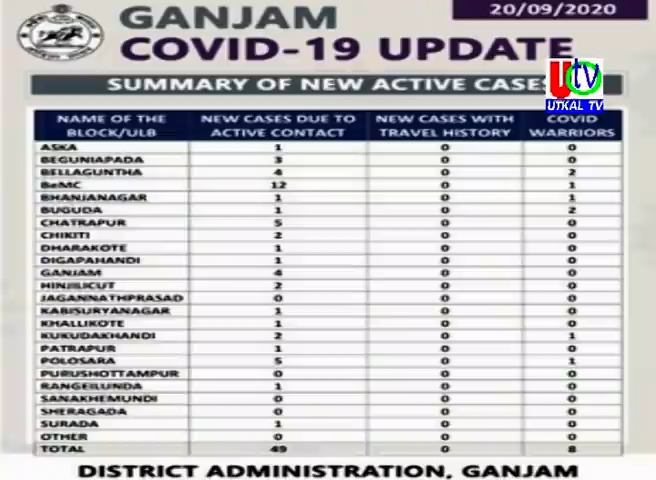 20/09/2020
GANJAM
COVID-19 UPDATE
SUMMARY OF NEW ACTIVE CASES
UTV
UTKAL TV
NAME OF THE BLOCK/ULB NEW CASES DUE TO ACTIVE CONTACT NEW CASES WITH TRAVEL HISTORY COVID WARRIORS
ASKA 1 0 0
BEGUNIAPADA 3 0 0
BELLAGUNTHA 4 0 2
BeMC 12 0 1
BHANJANAGAR 1 0 1
BUGUDA 1 0 2
CHATRAPUR 5 0 0
CHIKITI 2 0 0
DHARAKOTE 1 0 0
DIGAPAHANDI 1 0 0
GANJAM 4 0 0
HINJILICUT 2 0 0
JAGANNATHPRASAD 0 0 0
KABISURYANAGAR 1 0 0
KHALLIKOTE 1 0 0
KUKUDAKHANDI 2 0 1
PATRAPUR 1 0 0
POLOSARA 5 0 1
PURUSHOTTAMPUR 0 0 0
RANGEILUNDA 1 0 0
SANAKHEMUNDI 0 0 0
SHERAGADA 0 0 0
SURADA 1 0 0
OTHER 0 0 0
TOTAL 49 0 8
DISTRICT ADMINISTRATION, GANJAM